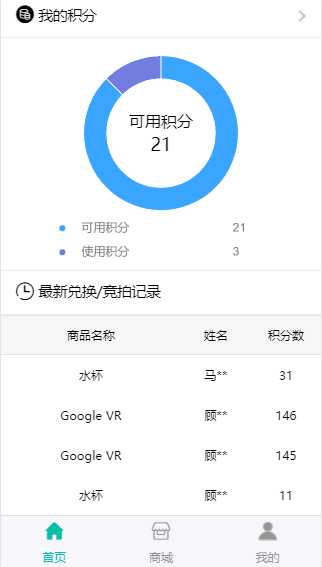 我的积分
可用积分
21
可用积分 21
使用积分 3
最新兑换/竞拍记录
商品名称 姓名 积分数
水杯 马** 31
Google VR 顾** 146
Google VR 顾** 145
水杯 顾** 11
首页 商城 我的